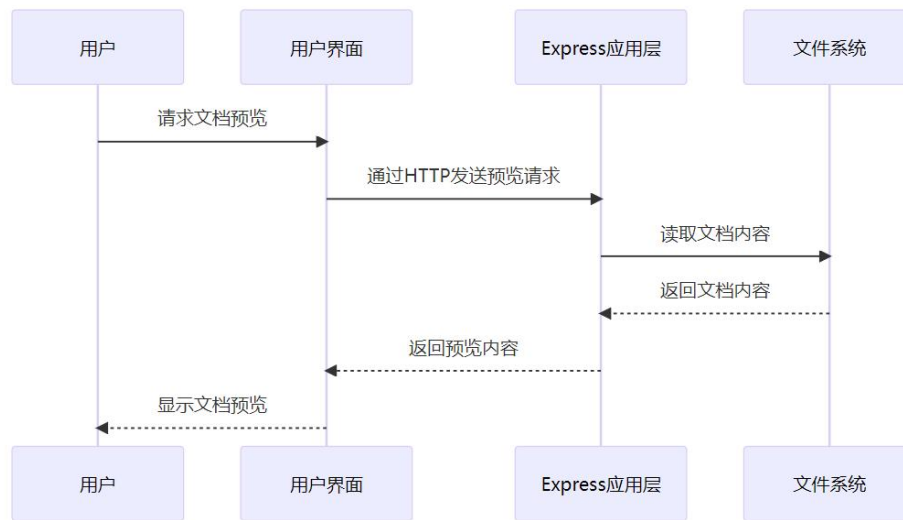 用户 用户界面 Express应用层 文件系统
请求文档预览
通过HTTP发送预览请求
读取文档内容
返回文档内容
返回预览内容
显示文档预览
用户 用户界面 Express应用层 文件系统